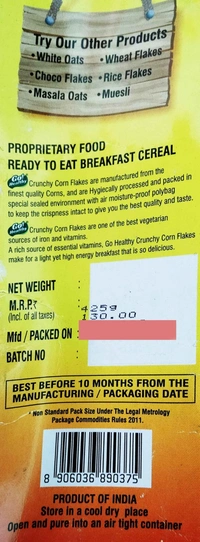 Try Our Other Products
•White Oats •Wheat Flakes
•Choco Flakes •Rice Flakes
•Masala Oats •Muesli
PROPRIETARY FOOD
READY TO EAT BREAKFAST CEREAL
Go! Healthy Crunchy Corn Flakes are manufactured from the
finest quality Corns, and are Hygiecally processed and packed in
special sealed environment with air moisture-proof polybag
to keep the crispness intact to give you the best quality and taste.
Go! Healthy Crunchy Corn Flakes are one of the best vegetarian
sources of iron and vitamins.
A rich source of essential vitamins, Go Healthy Crunchy Corn Flakes
make for a light yet high energy breakfast that is so delicious.
NET WEIGHT :
425g
M.R.P.₹ :
(Incl. of all taxes) 130.00
Mfd / PACKED ON :
BATCH NO :
BEST BEFORE 10 MONTHS FROM THE
MANUFACTURING / PACKAGING DATE
* Non Standard Pack Size Under The Legal Metrology
Package Commodities Rules 2011.
8 906036 890375
PRODUCT OF INDIA
Store in a cool dry place
Open and pure into an air tight container